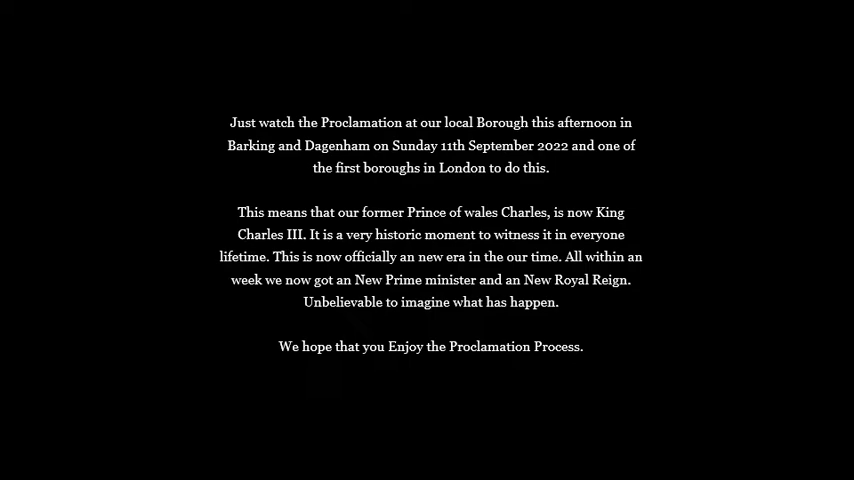 Just watch the Proclamation at our local Borough this afternoon in
Barking and Dagenham on Sunday 11th September 2022 and one of
the first boroughs in London to do this.
This means that our former Prince of wales Charles, is now King
Charles III. It is a very historic moment to witness it in everyone
lifetime. This is now officially an new era in the our time. All within an
week we now got an New Prime minister and an New Royal Reign.
Unbelievable to imagine what has happen.
We hope that you Enjoy the Proclamation Process.